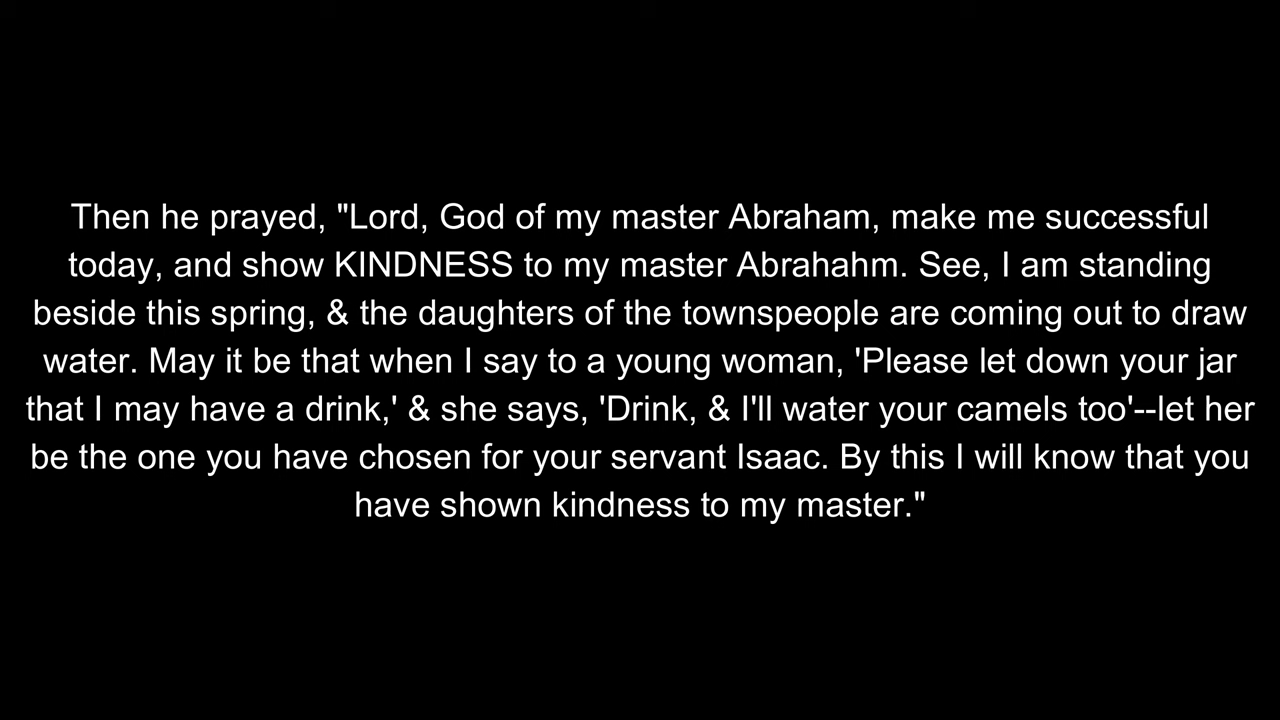 Then he prayed, "Lord, God of my master Abraham, make me successful
today, and show KINDNESS to my master Abrahahm. See, I am standing
beside this spring, & the daughters of the townspeople are coming out to draw
water. May it be that when I say to a young woman, 'Please let down your jar
that I may have a drink,' & she says, 'Drink, & I'll water your camels too'--let her
be the one you have chosen for your servant Isaac. By this I will know that you
have shown kindness to my master."